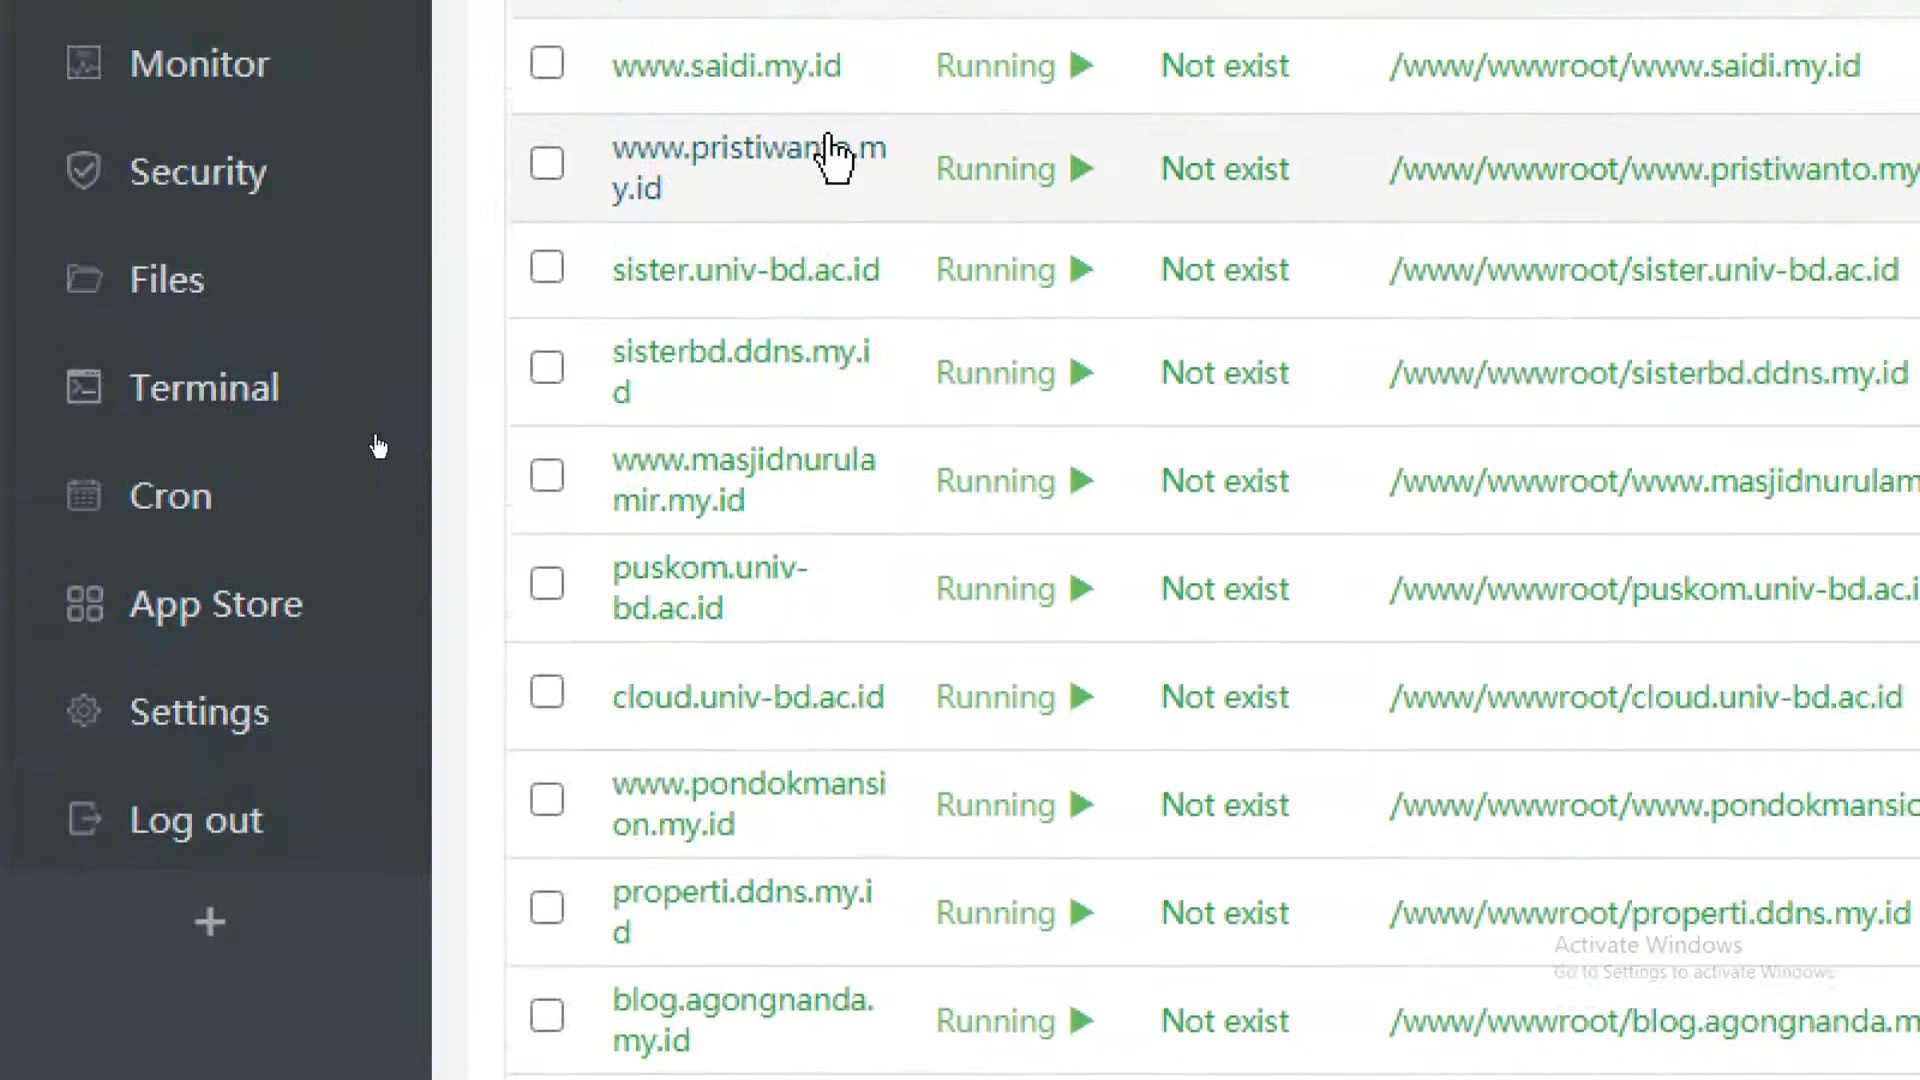 Monitor
Security
Files
Terminal
Cron
App Store
Settings
Log out
+
www.saidi.my.id Running Not exist /www/wwwroot/www.saidi.my.id
www.pristiwanto.m
y.id Running Not exist /www/wwwroot/www.pristiwanto.my
sister.univ-bd.ac.id Running Not exist /www/wwwroot/sister.univ-bd.ac.id
sisterbd.ddns.my.i
d Running Not exist /www/wwwroot/sisterbd.ddns.my.id
www.masjidnurula
mir.my.id Running Not exist /www/wwwroot/www.masjidnurulam
puskom.univ-
bd.ac.id Running Not exist /www/wwwroot/puskom.univ-bd.ac.i
cloud.univ-bd.ac.id Running Not exist /www/wwwroot/cloud.univ-bd.ac.id
www.pondokmansi
on.my.id Running Not exist /www/wwwroot/www.pondokmansio
properti.ddns.my.i
d Running Not exist /www/wwwroot/properti.ddns.my.id
Activate Windows
Go to Settings to activate Windows.
blog.agongnanda.
my.id Running Not exist /www/wwwroot/blog.agongnanda.m